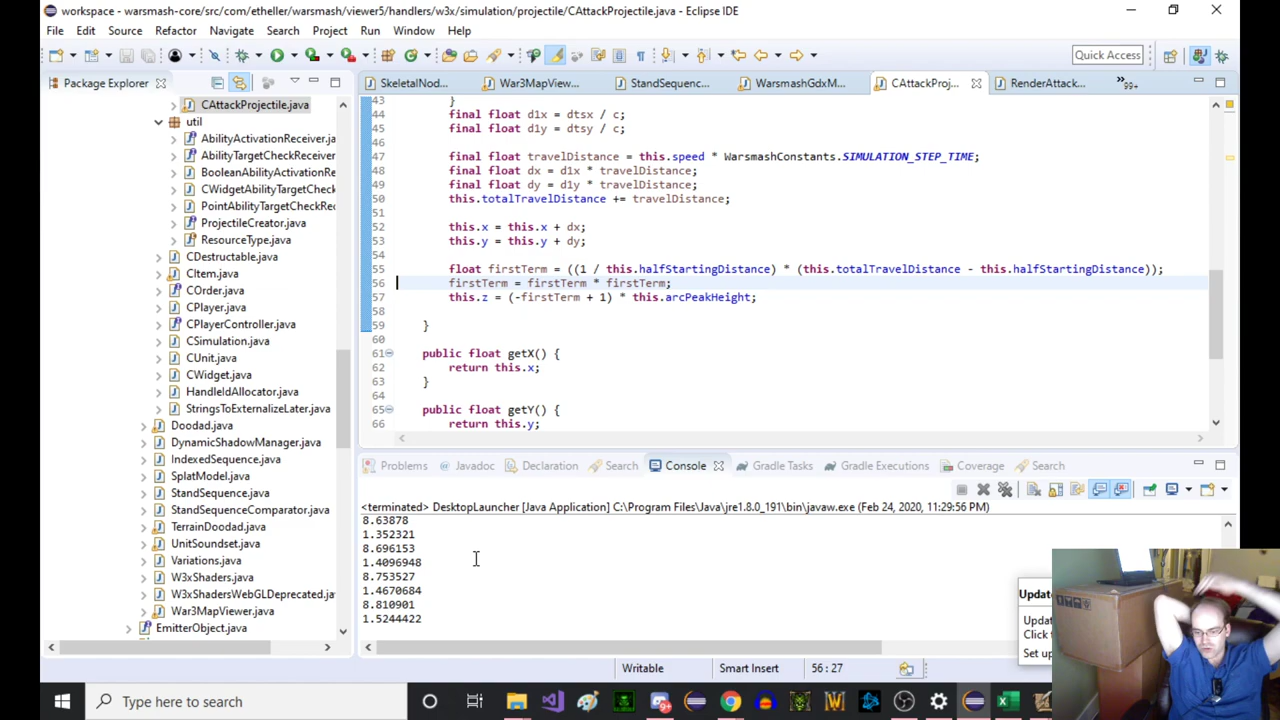 workspace - warsmash-core/src/com/etheller/warsmash/viewer5/handlers/w3x/simulation/projectile/CAttackProjectile.java - Eclipse IDE
File Edit Source Refactor Navigate Search Project Run Window Help
Quick Access
Package Explorer
SkeletalNod...
War3MapView...
StandSequenc...
WarsmashGdxM...
CAttackProj...
RenderAttack...
99+
CAttackProjectile.java
util
AbilityActivationReceiver.ja
AbilityTargetCheckReceiver
BooleanAbilityActivationRe
CWidgetAbilityTargetCheck
PointAbilityTargetCheckRec
ProjectileCreator.java
ResourceType.java
CDestructable.java
CItem.java
COrder.java
CPlayer.java
CPlayerController.java
CSimulation.java
CUnit.java
CWidget.java
HandleIdAllocator.java
StringsToExternalizeLater.java
Doodad.java
DynamicShadowManager.java
IndexedSequence.java
SplatModel.java
StandSequence.java
StandSequenceComparator.java
TerrainDoodad.java
UnitSoundset.java
Variations.java
W3xShaders.java
W3xShadersWebGLDeprecated.java
War3MapViewer.java
EmitterObject.java
43 }
44 final float d1x = dtsx / c;
45 final float d1y = dtsy / c;
46
47 final float travelDistance = this.speed * WarsmashConstants.SIMULATION_STEP_TIME;
48 final float dx = d1x * travelDistance;
49 final float dy = d1y * travelDistance;
50 this.totalTravelDistance += travelDistance;
51
52 this.x = this.x + dx;
53 this.y = this.y + dy;
54
55 float firstTerm = ((1 / this.halfStartingDistance) * (this.totalTravelDistance - this.halfStartingDistance));
56 firstTerm = firstTerm * firstTerm;
57 this.z = (-firstTerm + 1) * this.arcPeakHeight;
58
59 }
60
61 public float getX() {
62 return this.x;
63 }
64
65 public float getY() {
66 return this.y;
Problems Javadoc Declaration Search Console Gradle Tasks Gradle Executions Coverage Search
<terminated> DesktopLauncher [Java Application] C:\Program Files\Java\jre1.8.0_191\bin\javaw.exe (Feb 24, 2020, 11:29:56 PM)
8.63878
1.352321
8.696153
1.4096948
8.753527
1.4670684
8.810901
1.5244422
Writable Smart Insert 56 : 27
Type here to search